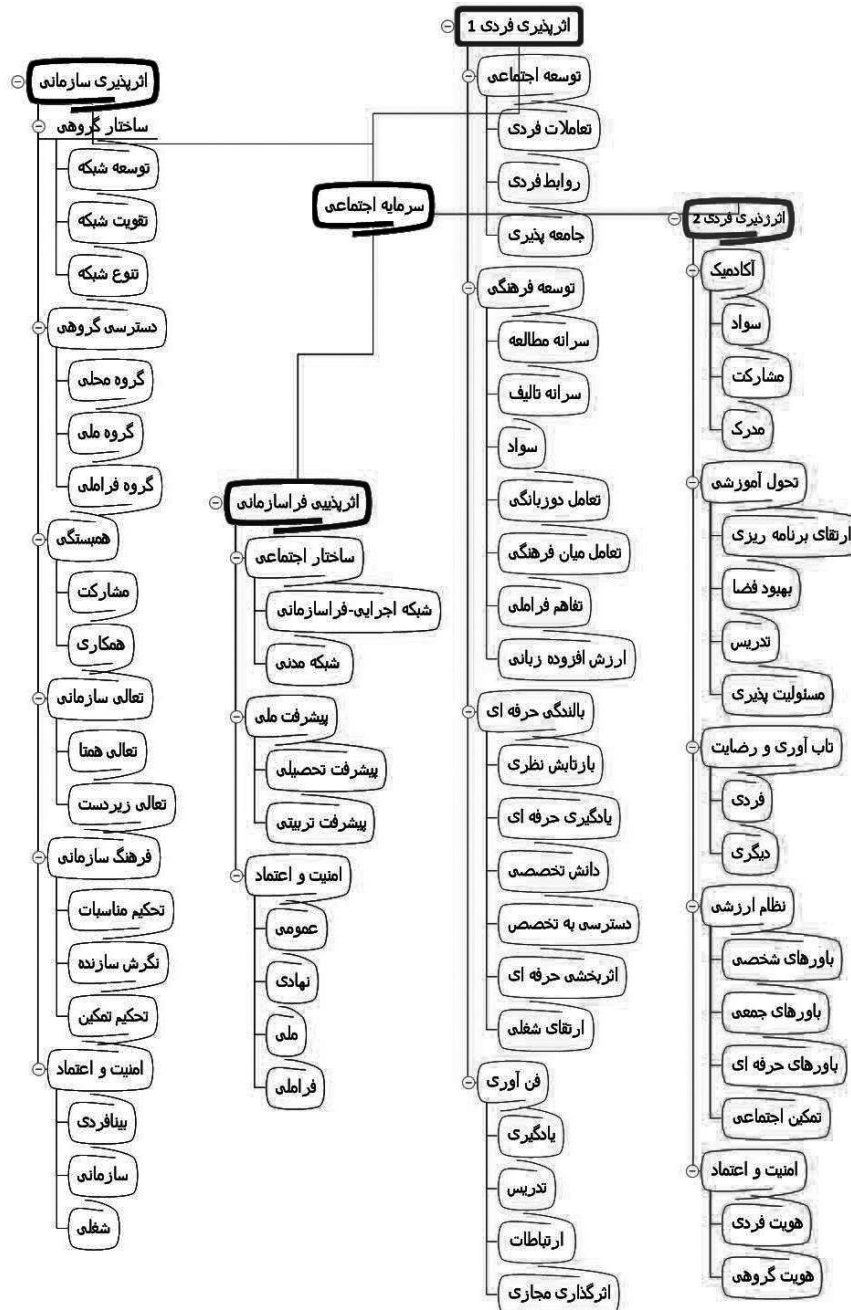 سرمایه اجتماعی
اثرپذیری فردی 1
توسعه اجتماعی
تعاملات فردی
روابط فردی
جامعه پذیری
توسعه فرهنگی
سرانه مطالعه
سرانه تالیف
سواد
تعامل دوزبانگی
تعامل میان فرهنگی
تفاهم فراملی
ارزش افزوده زبانی
بالندگی حرفه ای
بازتابش نظری
یادگیری حرفه ای
دانش تخصصی
دسترسی به تخصص
اثربخشی حرفه ای
ارتقای شغلی
فن آوری
یادگیری
تدریس
ارتباطات
اثرگذاری مجازی
اثرژذیری فردی 2
آکادمیک
سواد
مشارکت
مدرک
تحول آموزشی
ارتقای برنامه ریزی
بهبود فضا
تدریس
مسئولیت پذیری
تاب آوری و رضایت
فردی
دیگری
نظام ارزشی
باورهای شخصی
باورهای جمعی
باورهای حرفه ای
تمکین اجتماعی
امنیت و اعتماد
هویت فردی
هویت گروهی
اثرپذیری سازمانی
ساختار گروهی
توسعه شبکه
تقویت شبکه
تنوع شبکه
دسترسی گروهی
گروه محلی
گروه ملی
گروه فراملی
همبستگی
مشارکت
همکاری
تعالی سازمانی
تعالی همتا
تعالی زیردست
فرهنگ سازمانی
تحکیم مناسبات
نگرش سازنده
تحکیم تمکین
امنیت و اعتماد
بینافردی
سازمانی
شغلی
اثرپذیبی فراسازمانی
ساختار اجتماعی
شبکه اجرایی-فراسازمانی
شبکه مدنی
پیشرفت ملی
پیشرفت تحصیلی
پیشرفت تربیتی
امنیت و اعتماد
عمومی
نهادی
ملی
فراملی